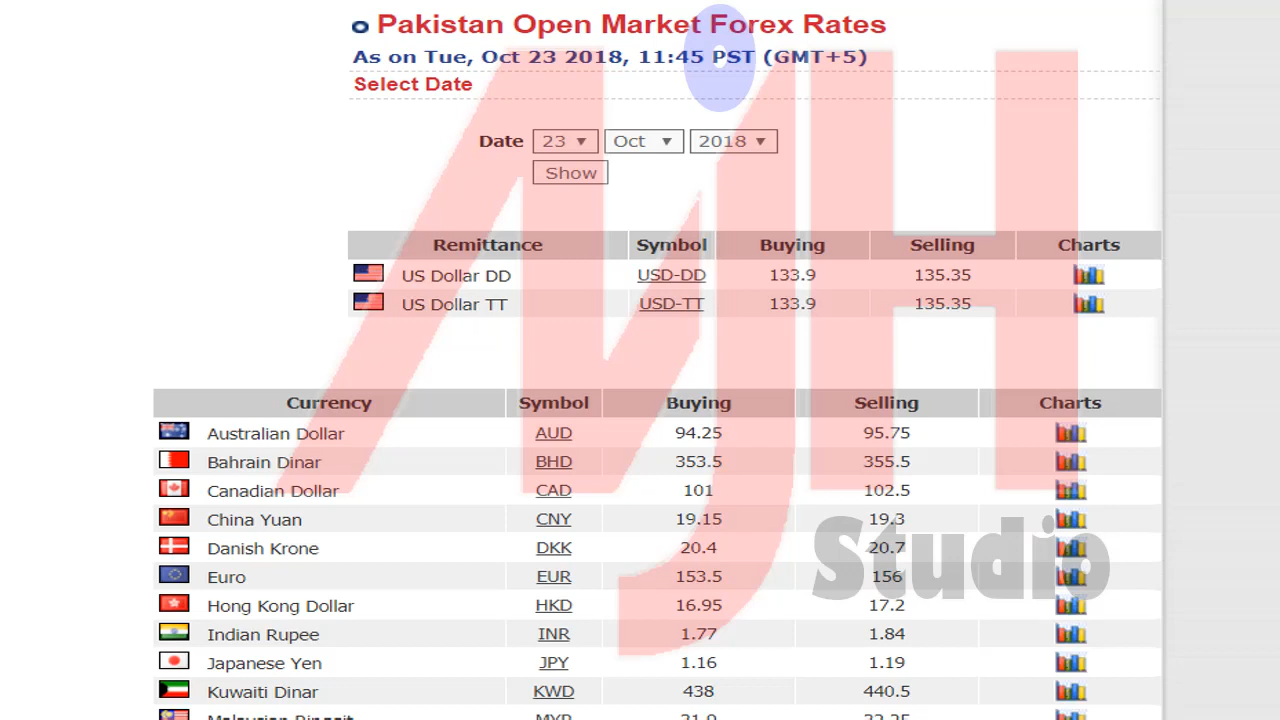 Pakistan Open Market Forex Rates
As on Tue, Oct 23 2018, 11:45 PST (GMT+5)
Select Date
Date 23 Oct 2018
Show
Remittance Symbol Buying Selling Charts
US Dollar DD USD-DD 133.9 135.35
US Dollar TT USD-TT 133.9 135.35
Currency Symbol Buying Selling Charts
Australian Dollar AUD 94.25 95.75
Bahrain Dinar BHD 353.5 355.5
Canadian Dollar CAD 101 102.5
China Yuan CNY 19.15 19.3
Danish Krone DKK 20.4 20.7
Euro EUR 153.5 156
Hong Kong Dollar HKD 16.95 17.2
Indian Rupee INR 1.77 1.84
Japanese Yen JPY 1.16 1.19
Kuwaiti Dinar KWD 438 440.5
MjH
Studio